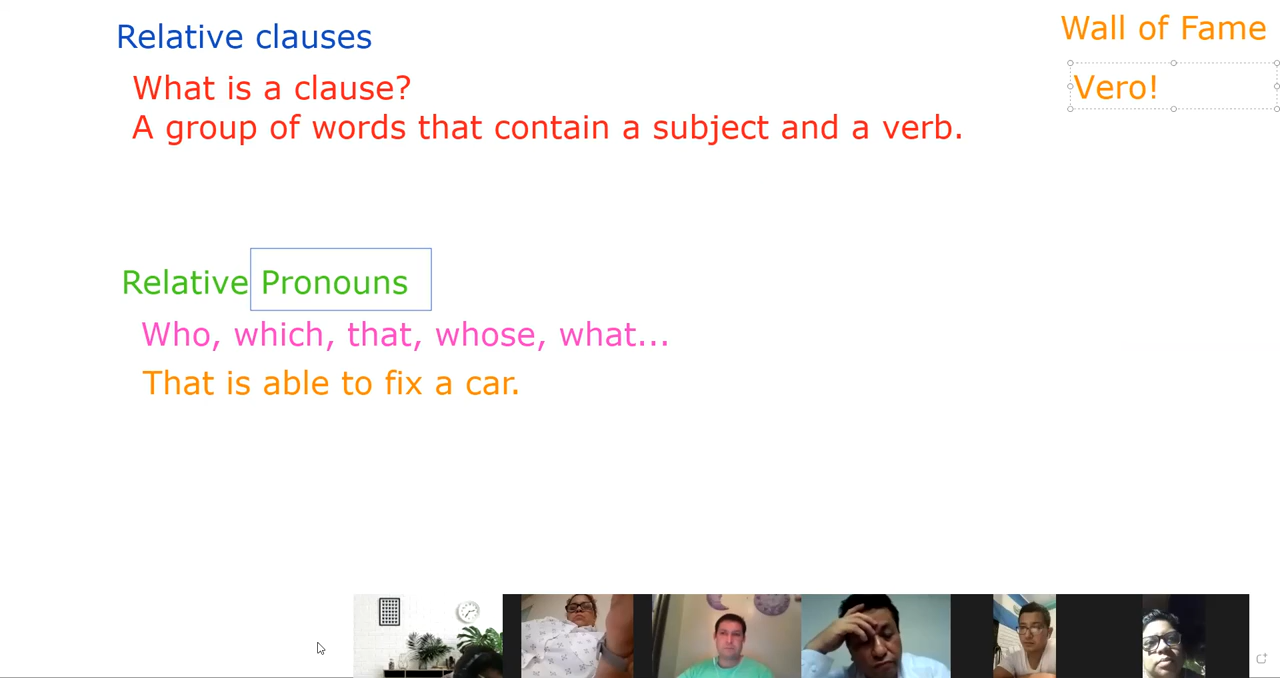 Relative clauses
Wall of Fame
What is a clause?
Vero!
A group of words that contain a subject and a verb.
Relative Pronouns
Who, which, that, whose, what...
That is able to fix a car.